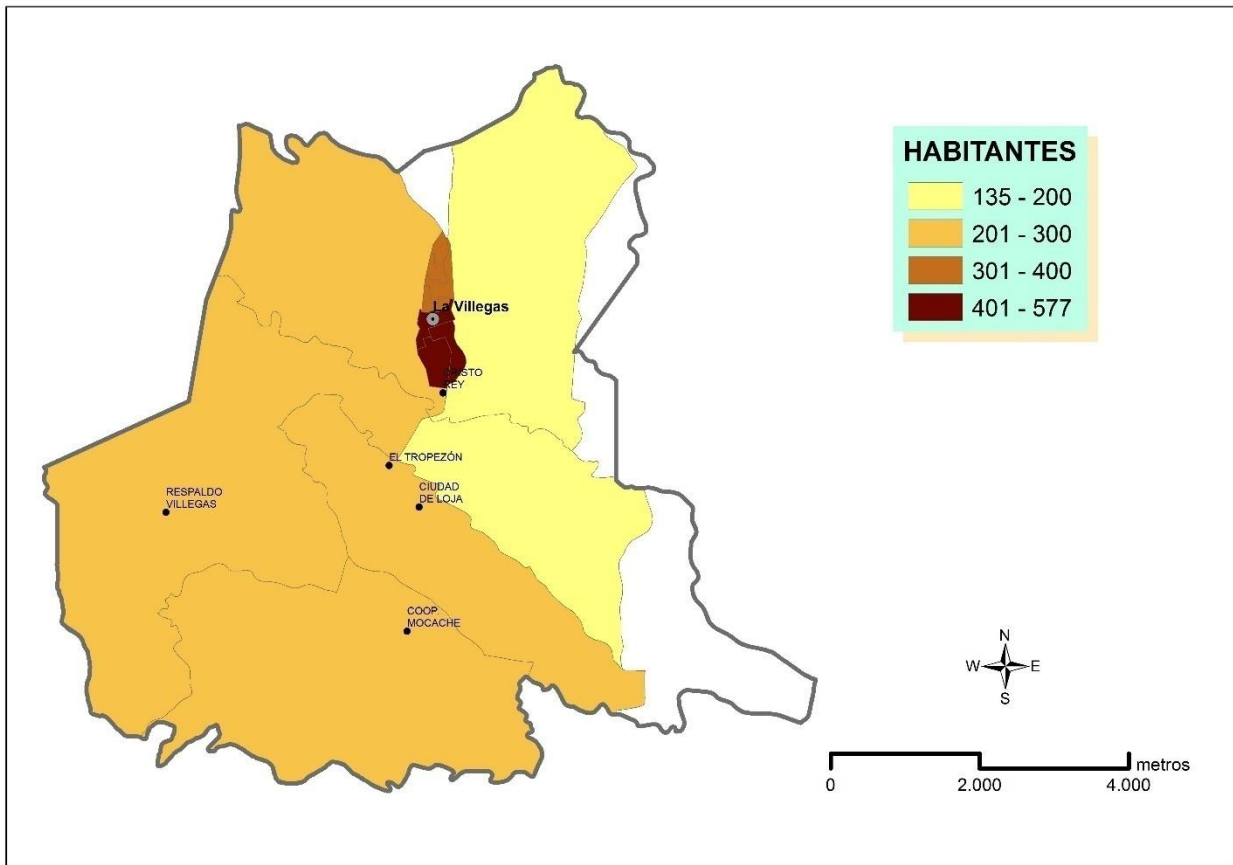 HABITANTES
135 - 200
201 - 300
301 - 400
401 - 577
La Villegas
CRISTO
REY
EL TROPEZÓN
CIUDAD
DE LOJA
RESPALDO
VILLEGAS
COOP
MOCACHE
N
W E
S
metros
0 2.000 4.000